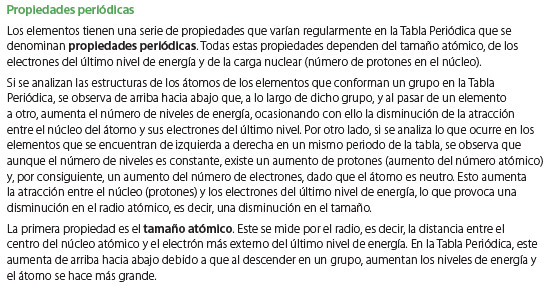 Propiedades periódicas
Los elementos tienen una serie de propiedades que varían regularmente en la Tabla Periódica que se
denominan propiedades periódicas. Todas estas propiedades dependen del tamaño atómico, de los
electrones del último nivel de energía y de la carga nuclear (número de protones en el núcleo).
Si se analizan las estructuras de los átomos de los elementos que conforman un grupo en la Tabla
Periódica, se observa de arriba hacia abajo que, a lo largo de dicho grupo, y al pasar de un elemento
a otro, aumenta el número de niveles de energía, ocasionando con ello la disminución de la atracción
entre el núcleo del átomo y sus electrones del último nivel. Por otro lado, si se analiza lo que ocurre en los
elementos que se encuentran de izquierda a derecha en un mismo periodo de la tabla, se observa que
aunque el número de niveles es constante, existe un aumento de protones (aumento del número atómico)
y, por consiguiente, un aumento del número de electrones, dado que el átomo es neutro. Esto aumenta
la atracción entre el núcleo (protones) y los electrones del último nivel de energía, lo que provoca una
disminución en el radio atómico, es decir, una disminución en el tamaño.
La primera propiedad es el tamaño atómico. Este se mide por el radio, es decir, la distancia entre el
centro del núcleo atómico y el electrón más externo del último nivel de energía. En la Tabla Periódica, este
aumenta de arriba hacia abajo debido a que al descender en un grupo, aumentan los niveles de energía y
el átomo se hace más grande.